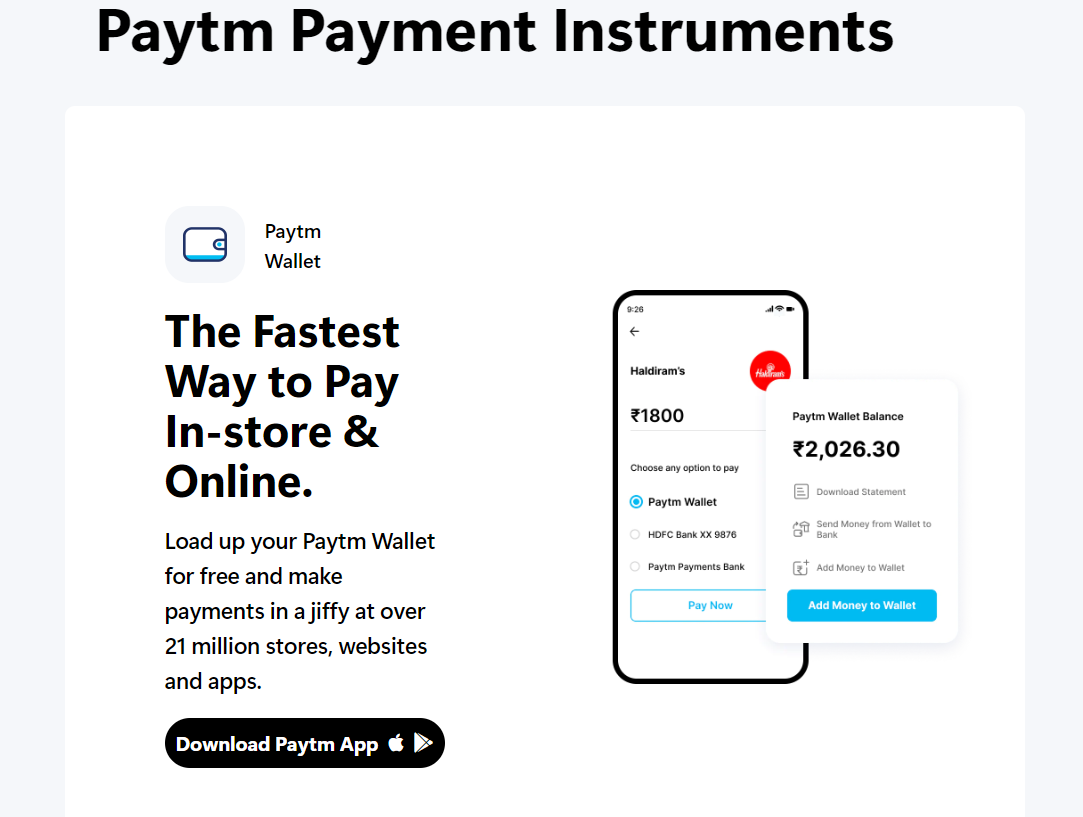 Paytm Payment Instruments
Paytm
Wallet
The Fastest
Way to Pay
In-store &
Online.
Load up your Paytm Wallet
for free and make
payments in a jiffy at over
21 million stores, websites
and apps.
Download Paytm App
9:26
Haldiram's
Haldiram's
₹1800
Choose any option to pay
Paytm Wallet
HDFC Bank XX 9876
Paytm Payments Bank
Pay Now
Paytm Wallet Balance
₹2,026.30
Download Statement
Send Money from Wallet to
Bank
Add Money to Wallet
Add Money to Wallet